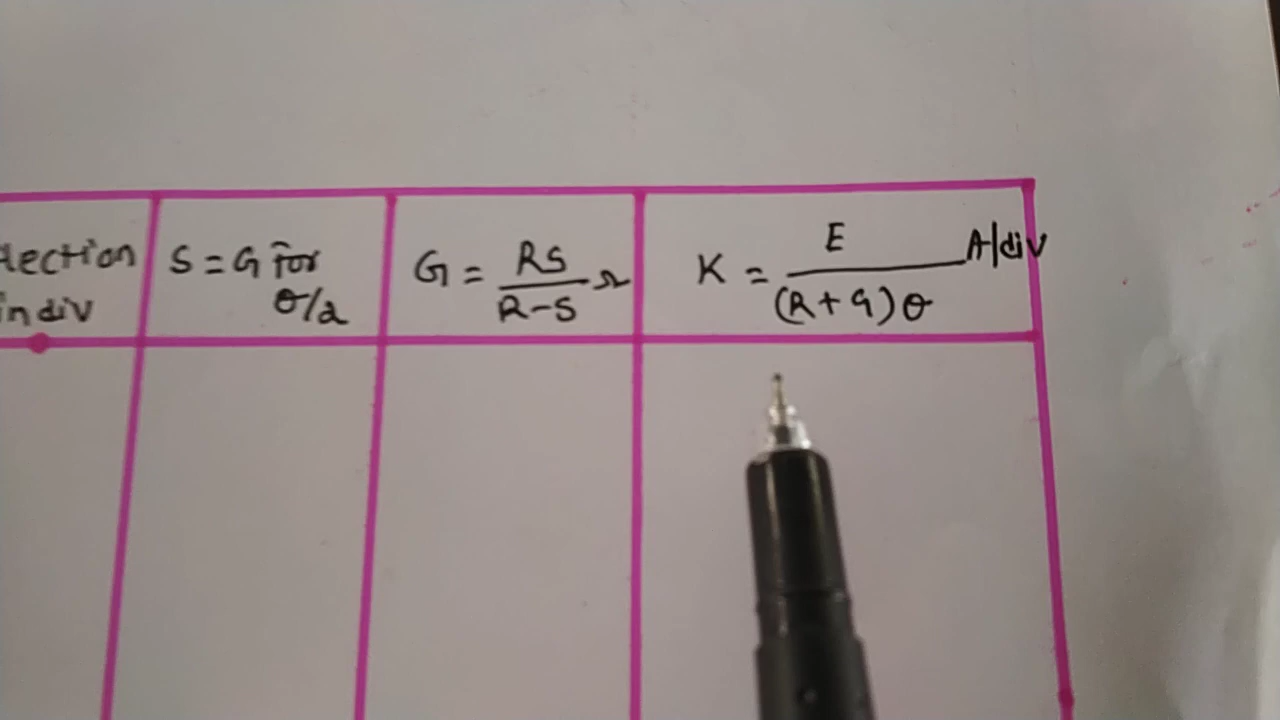 lection
in div
S = G for
θ/2
G = RS
R-S Ω
K = E A/div
(R+G)θ